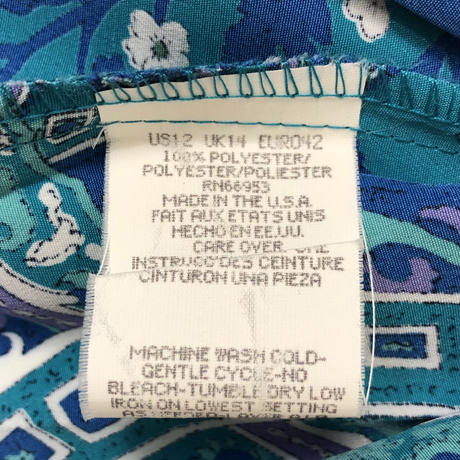 US12 UK14 EURO42
100% POLYESTER/
POLYESTER/POLIESTER
RN66953
MADE IN THE U.S.A.
FAIT AUX ETATS UNIS
HECHO EN EE.UU.
CARE OVER
CEINTURE
CINTURON UNA PIEZA
MACHINE WASH COLD-
GENTLE CYCLE-NO
BLEACH-TUMBLE DRY LOW
IRON ON LOWEST SETTING
AS